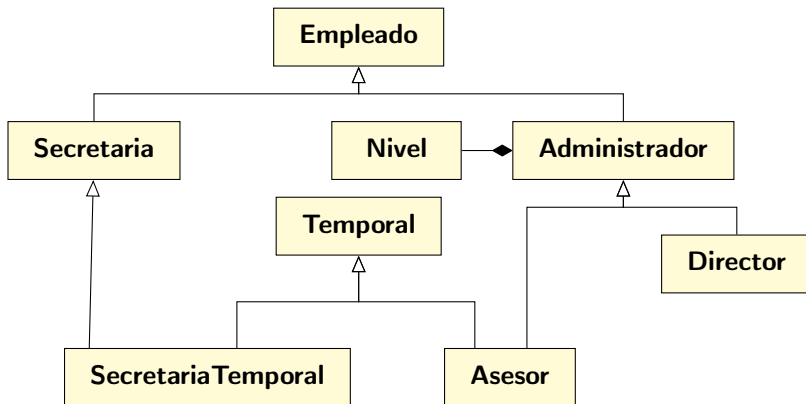 Empleado
Secretaria
Nivel
Administrador
Temporal
Director
SecretariaTemporal
Asesor